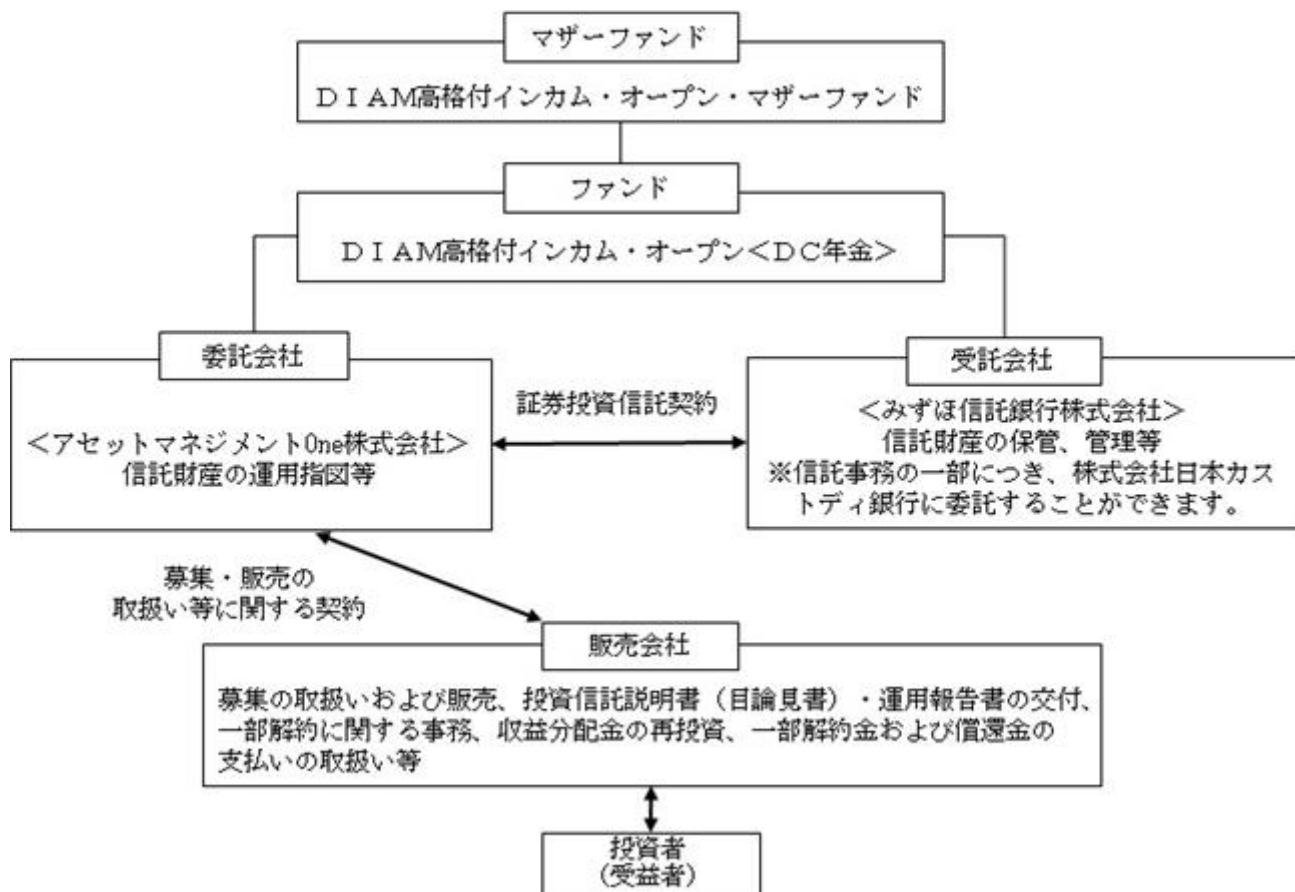 マザーファンド
ＤＩＡＭ高格付インカム・オープン・マザーファンド
ファンド
ＤＩＡＭ高格付インカム・オープン＜ＤＣ年金＞
委託会社
＜アセットマネジメントOne株式会社＞
信託財産の運用指図等
証券投資信託契約
受託会社
＜みずほ信託銀行株式会社＞
信託財産の保管、管理等
※信託事務の一部につき、株式会社日本カス
トディ銀行に委託することができます。
募集・販売の
取扱い等に関する契約
販売会社
募集の取扱いおよび販売、投資信託説明書（目論見書）・運用報告書の交付、
一部解約に関する事務、収益分配金の再投資、一部解約金および償還金の
支払いの取扱い等
投資者
（受益者）